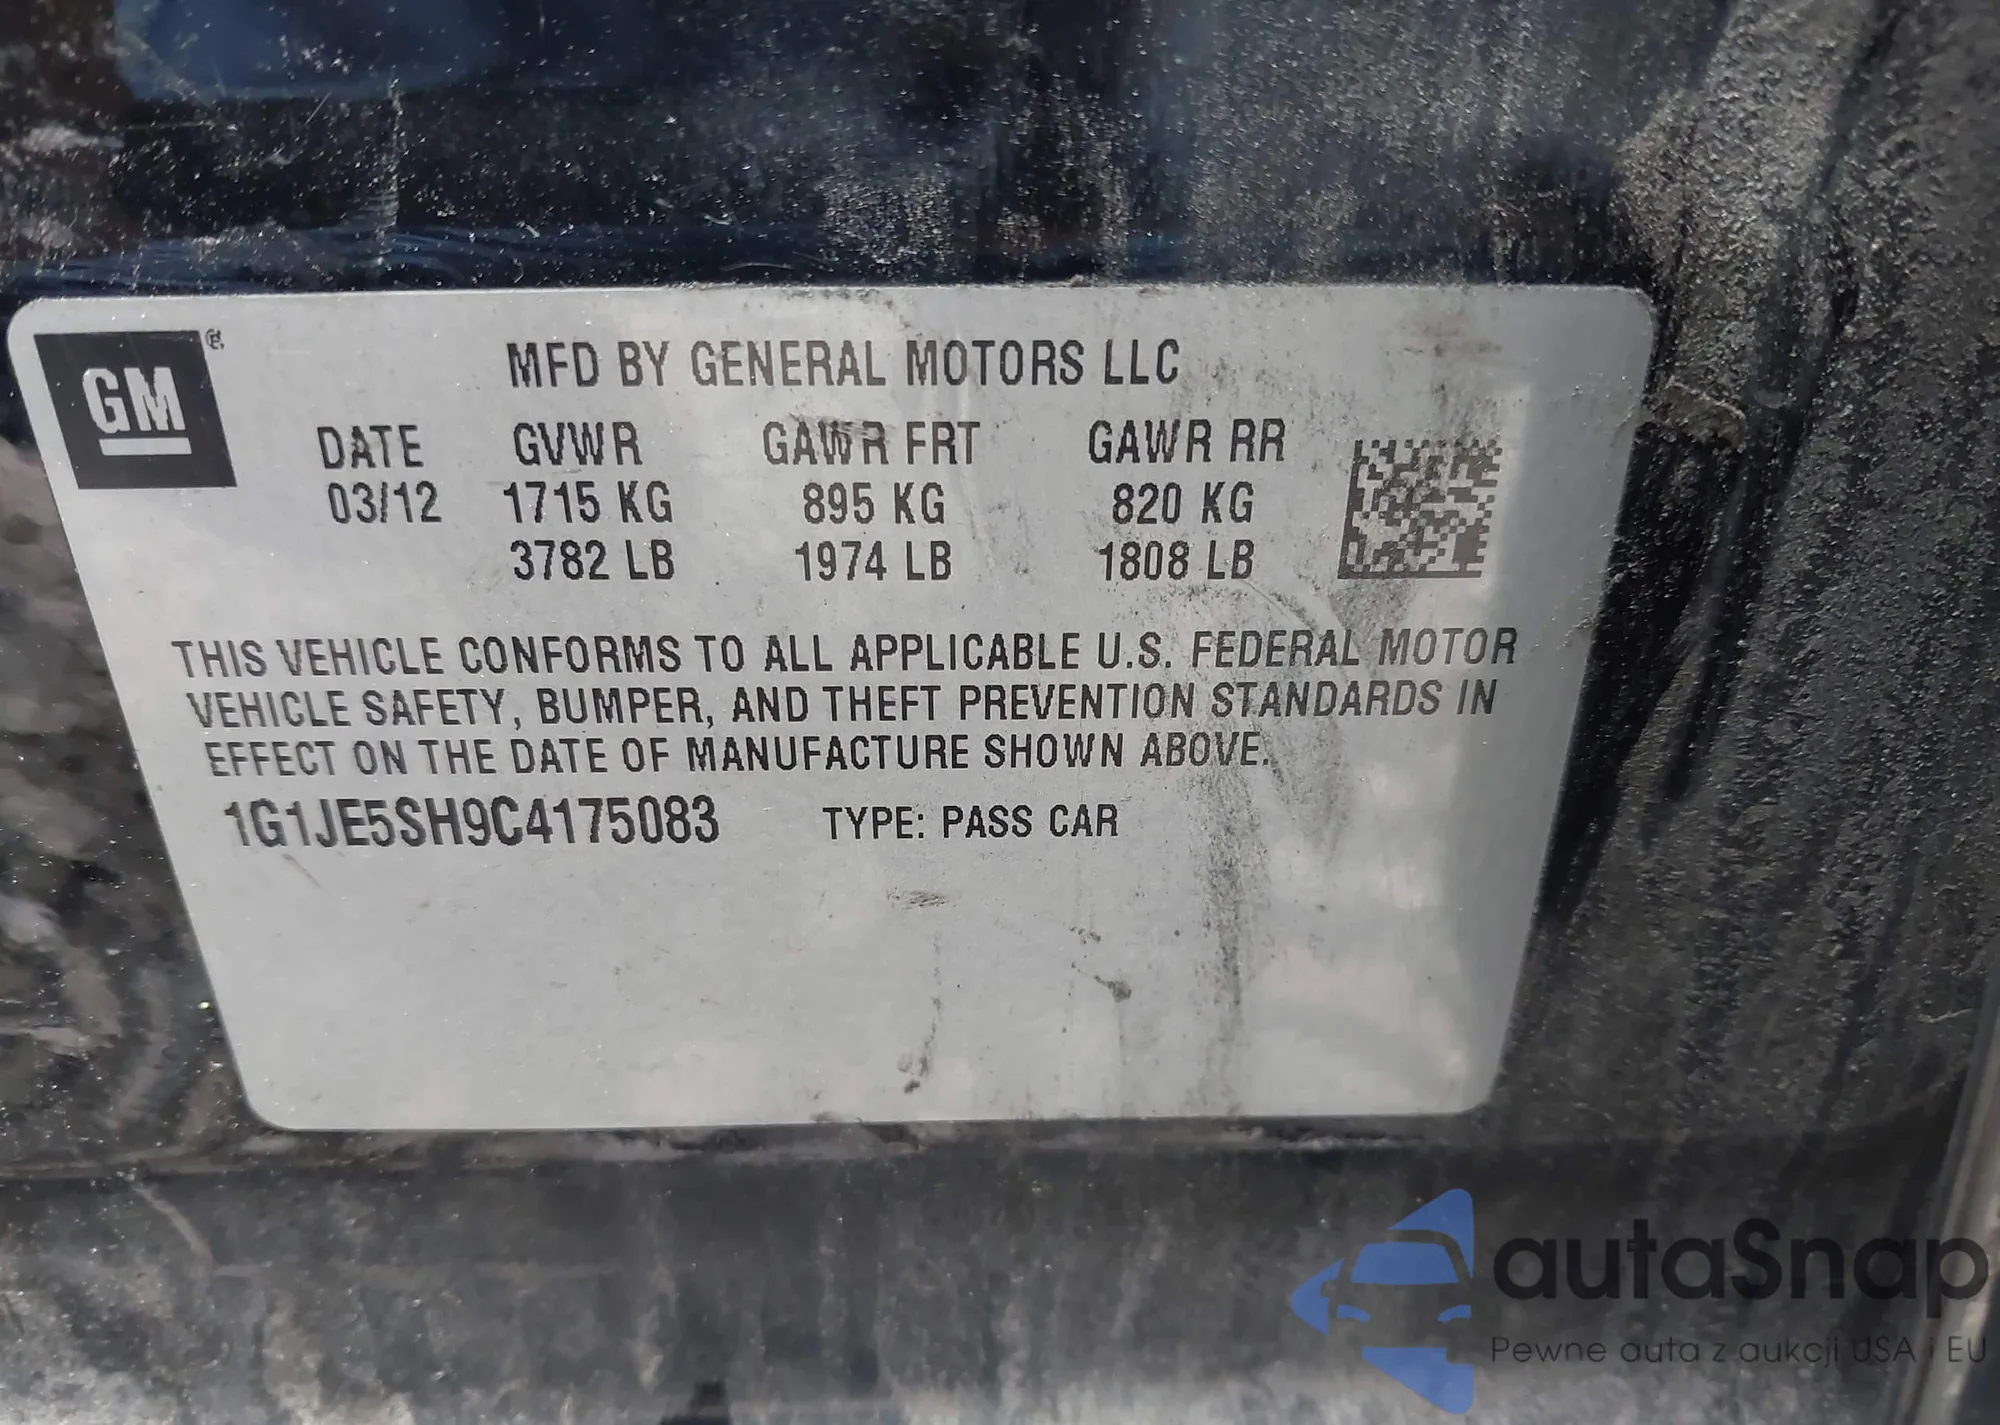 GM ®
MFD BY GENERAL MOTORS LLC
DATE GVWR GAWR FRT GAWR RR
03/12 1715 KG 895 KG 820 KG
3782 LB 1974 LB 1808 LB
THIS VEHICLE CONFORMS TO ALL APPLICABLE U.S. FEDERAL MOTOR
VEHICLE SAFETY, BUMPER, AND THEFT PREVENTION STANDARDS IN
EFFECT ON THE DATE OF MANUFACTURE SHOWN ABOVE.
1G1JE5SH9C4175083 TYPE: PASS CAR
autaSnap
Pewne auta z aukcji USA i EU